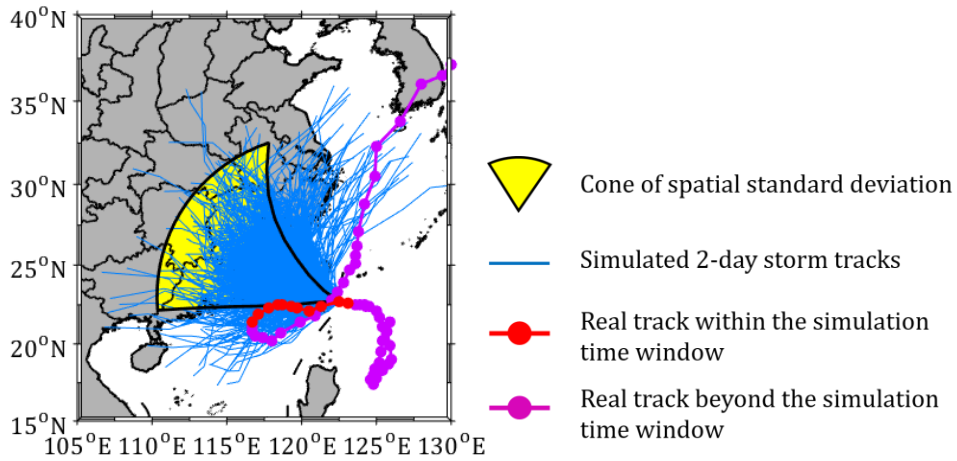 40°N
35°N
30°N
25°N
20°N
15°N
105°E 110°E 115°E 120°E 125°E 130°E
Cone of spatial standard deviation
Simulated 2-day storm tracks
Real track within the simulation
time window
Real track beyond the simulation
time window